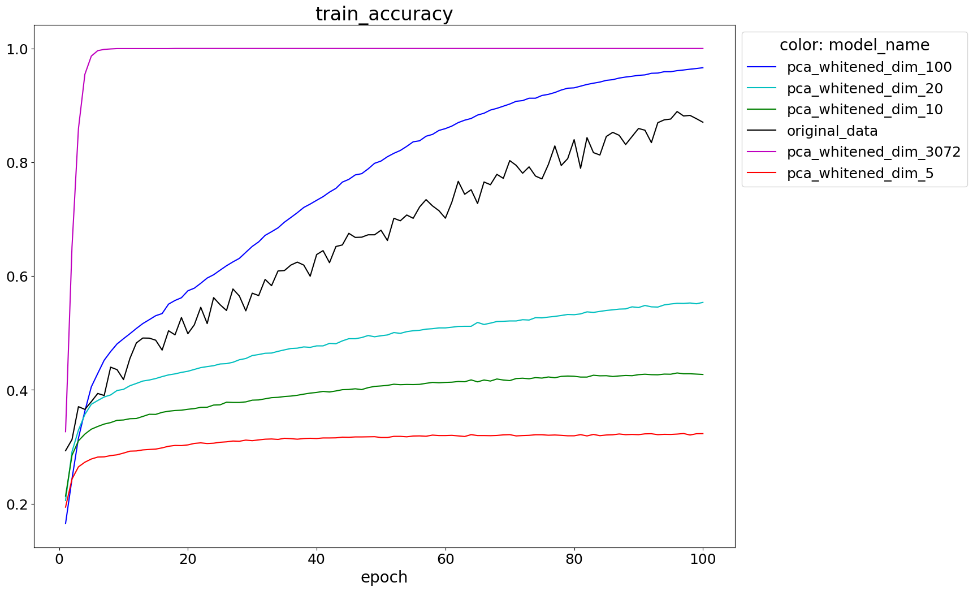 train_accuracy
1.0
0.8
0.6
0.4
0.2
0 20 40 60 80 100
epoch
color: model_name
pca_whitened_dim_100
pca_whitened_dim_20
pca_whitened_dim_10
original_data
pca_whitened_dim_3072
pca_whitened_dim_5